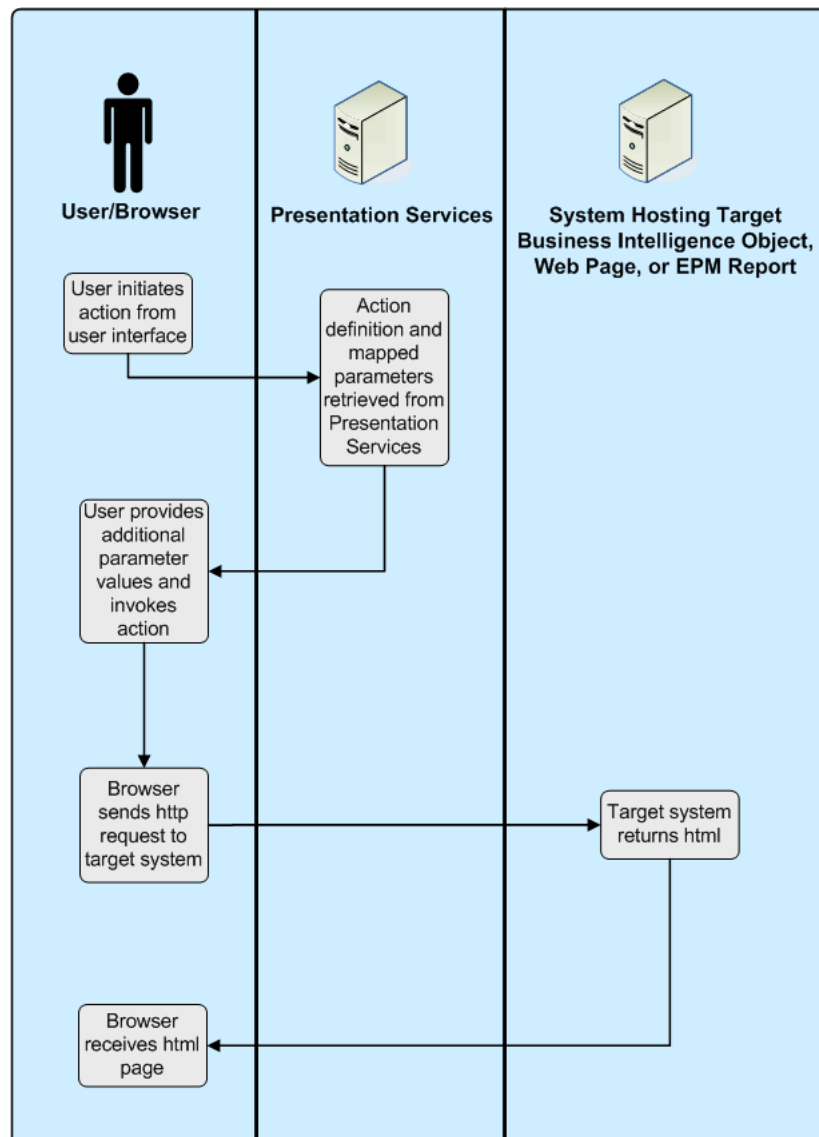 User/Browser
Presentation Services
System Hosting Target
Business Intelligence Object,
Web Page, or EPM Report
User initiates
action from
user interface
Action
definition and
mapped
parameters
retrieved from
Presentation
Services
User provides
additional
parameter
values and
invokes
action
Browser
sends http
request to
target system
Target system
returns html
Browser
receives html
page